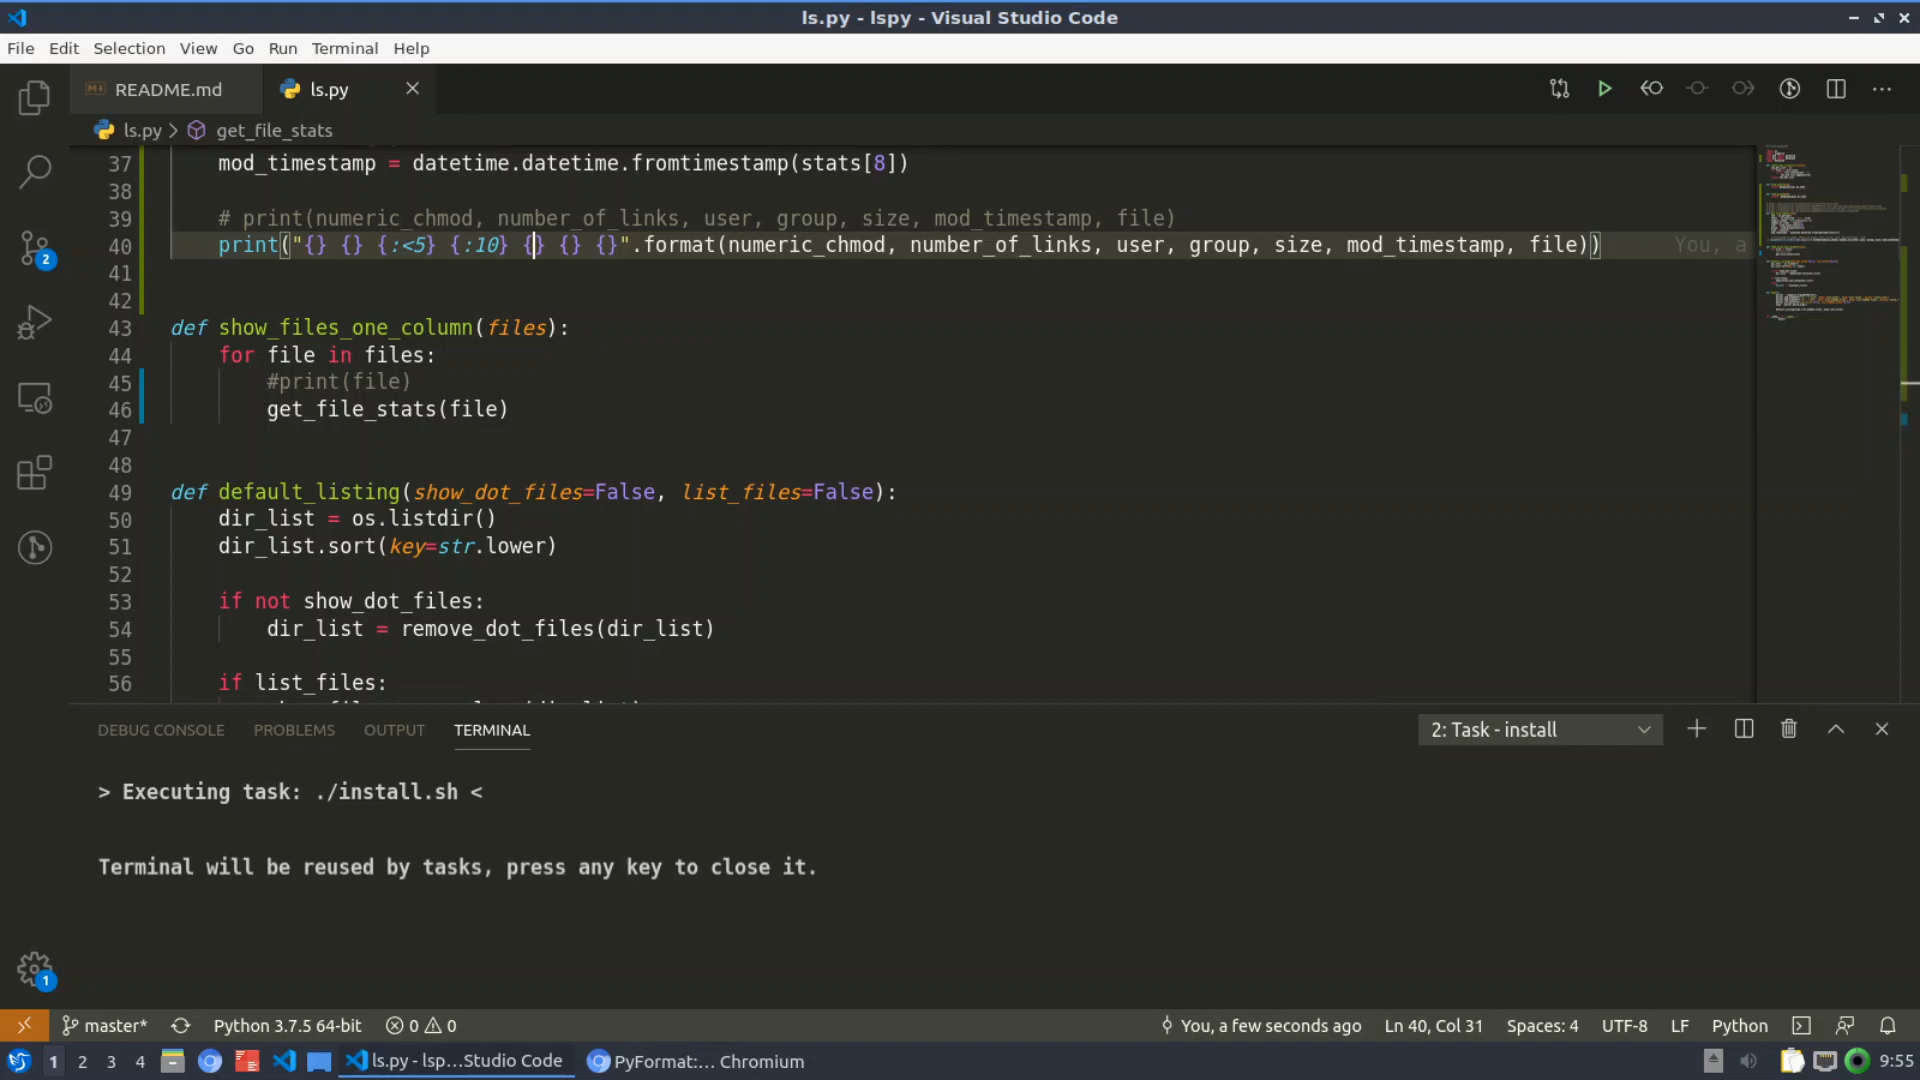 ls.py - lspy - Visual Studio Code
File Edit Selection View Go Run Terminal Help
README.md ls.py
ls.py > get_file_stats
37 mod_timestamp = datetime.datetime.fromtimestamp(stats[8])
38
39 # print(numeric_chmod, number_of_links, user, group, size, mod_timestamp, file)
40 print("{} {} {:<5} {:10} {} {} {}".format(numeric_chmod, number_of_links, user, group, size, mod_timestamp, file)) You, a
41
42
43 def show_files_one_column(files):
44 for file in files:
45 #print(file)
46 get_file_stats(file)
47
48
49 def default_listing(show_dot_files=False, list_files=False):
50 dir_list = os.listdir()
51 dir_list.sort(key=str.lower)
52
53 if not show_dot_files:
54 dir_list = remove_dot_files(dir_list)
55
56 if list_files:
2
1
DEBUG CONSOLE PROBLEMS OUTPUT TERMINAL 2: Task - install
> Executing task: ./install.sh <
Terminal will be reused by tasks, press any key to close it.
master* Python 3.7.5 64-bit 0 0 You, a few seconds ago Ln 40, Col 31 Spaces: 4 UTF-8 LF Python
1 2 3 4 ls.py - lsp...Studio Code PyFormat:... Chromium 9:55